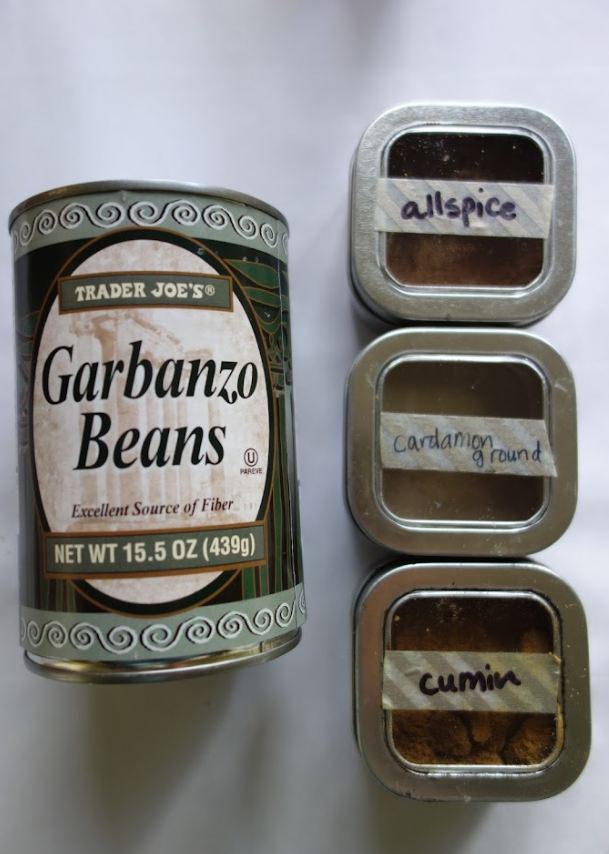 TRADER JOE'S®
Garbanzo
Beans
U
PAREVE
Excellent Source of Fiber
NET WT 15.5 OZ (439g)
allspice
cardamon
ground
cumin